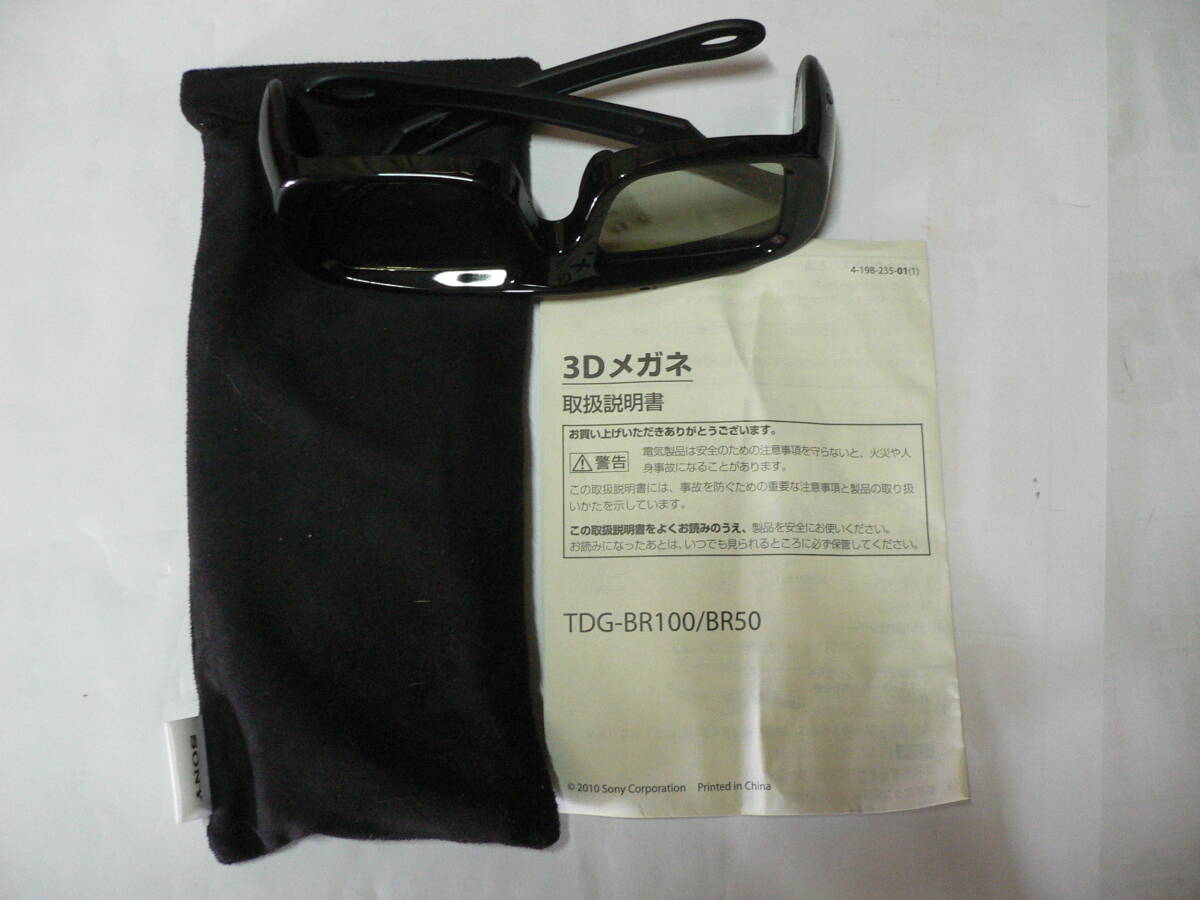 4-198-235-01(1)
3Dメガネ
取扱説明書
お買い上げいただきありがとうございます。
警告
電気製品は安全のための注意事項を守らないと、火災や人
身事故になることがあります。
この取扱説明書には、事故を防ぐための重要な注意事項と製品の取り扱
いかたを示しています。
この取扱説明書をよくお読みのうえ、製品を安全にお使いください。
お読みになったあとは、いつでも見られるところに必ず保管してください。
TDG-BR100/BR50
© 2010 Sony Corporation Printed in China
SONY